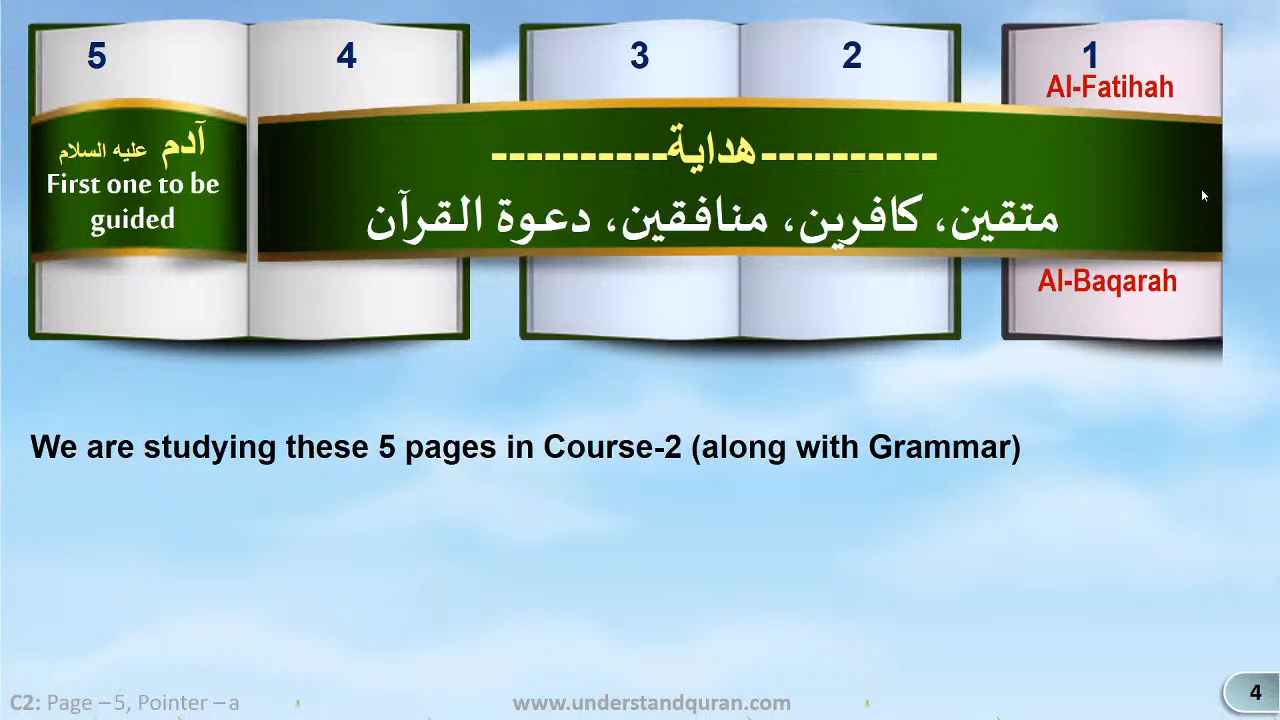 5 4 3 2 1
Al-Fatihah
----------هداية----------
متقين، كافرين، منافقين، دعوة القرآن
آدم عليه السلام
First one to be
guided
Al-Baqarah
We are studying these 5 pages in Course-2 (along with Grammar)
C2: Page – 5, Pointer – a
www.understandquran.com
4